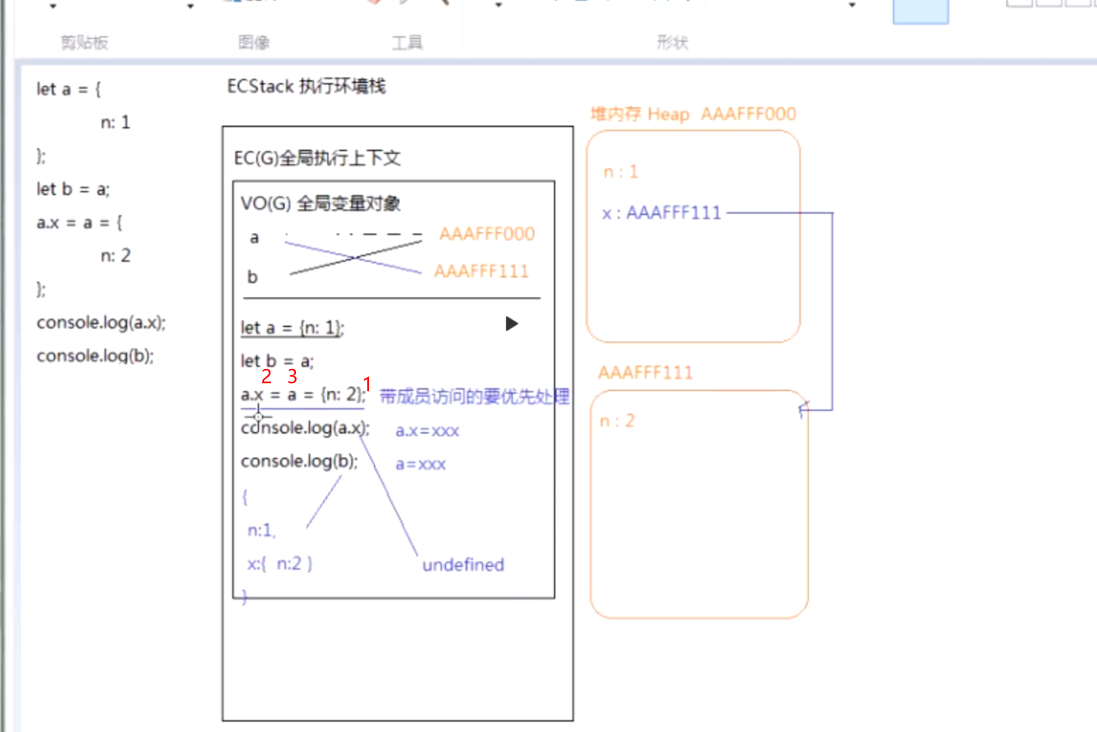 剪贴板
图像
工具
形状
let a = {
n: 1
};
let b = a;
a.x = a = {
n: 2
};
console.log(a.x);
console.log(b);
ECStack 执行环境栈
EC(G)全局执行上下文
VO(G) 全局变量对象
a
AAAFFF000
b
AAAFFF111
let a = {n: 1};
let b = a;
2 3 1
a.x = a = {n: 2}; 带成员访问的要优先处理
console.log(a.x); a.x=xxx
console.log(b); a=xxx
{
n:1,
x:{ n:2 }
undefined
}
堆内存 Heap AAAFFF000
n : 1
x : AAAFFF111
AAAFFF111
n : 2